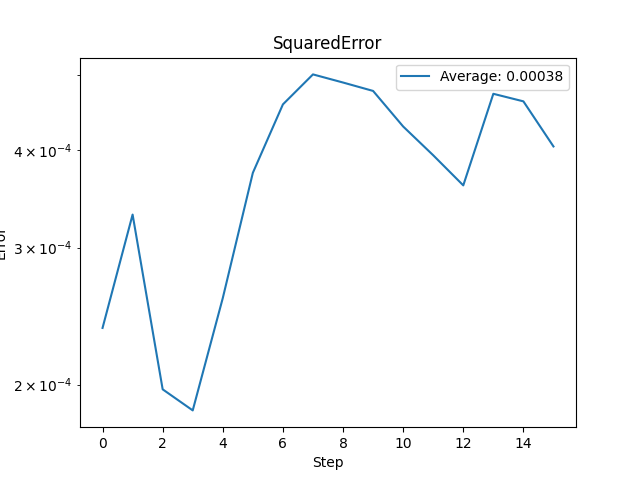 SquaredError
Average: 0.00038
4 × 10⁻⁴
3 × 10⁻⁴
2 × 10⁻⁴
Error
0 2 4 6 8 10 12 14
Step